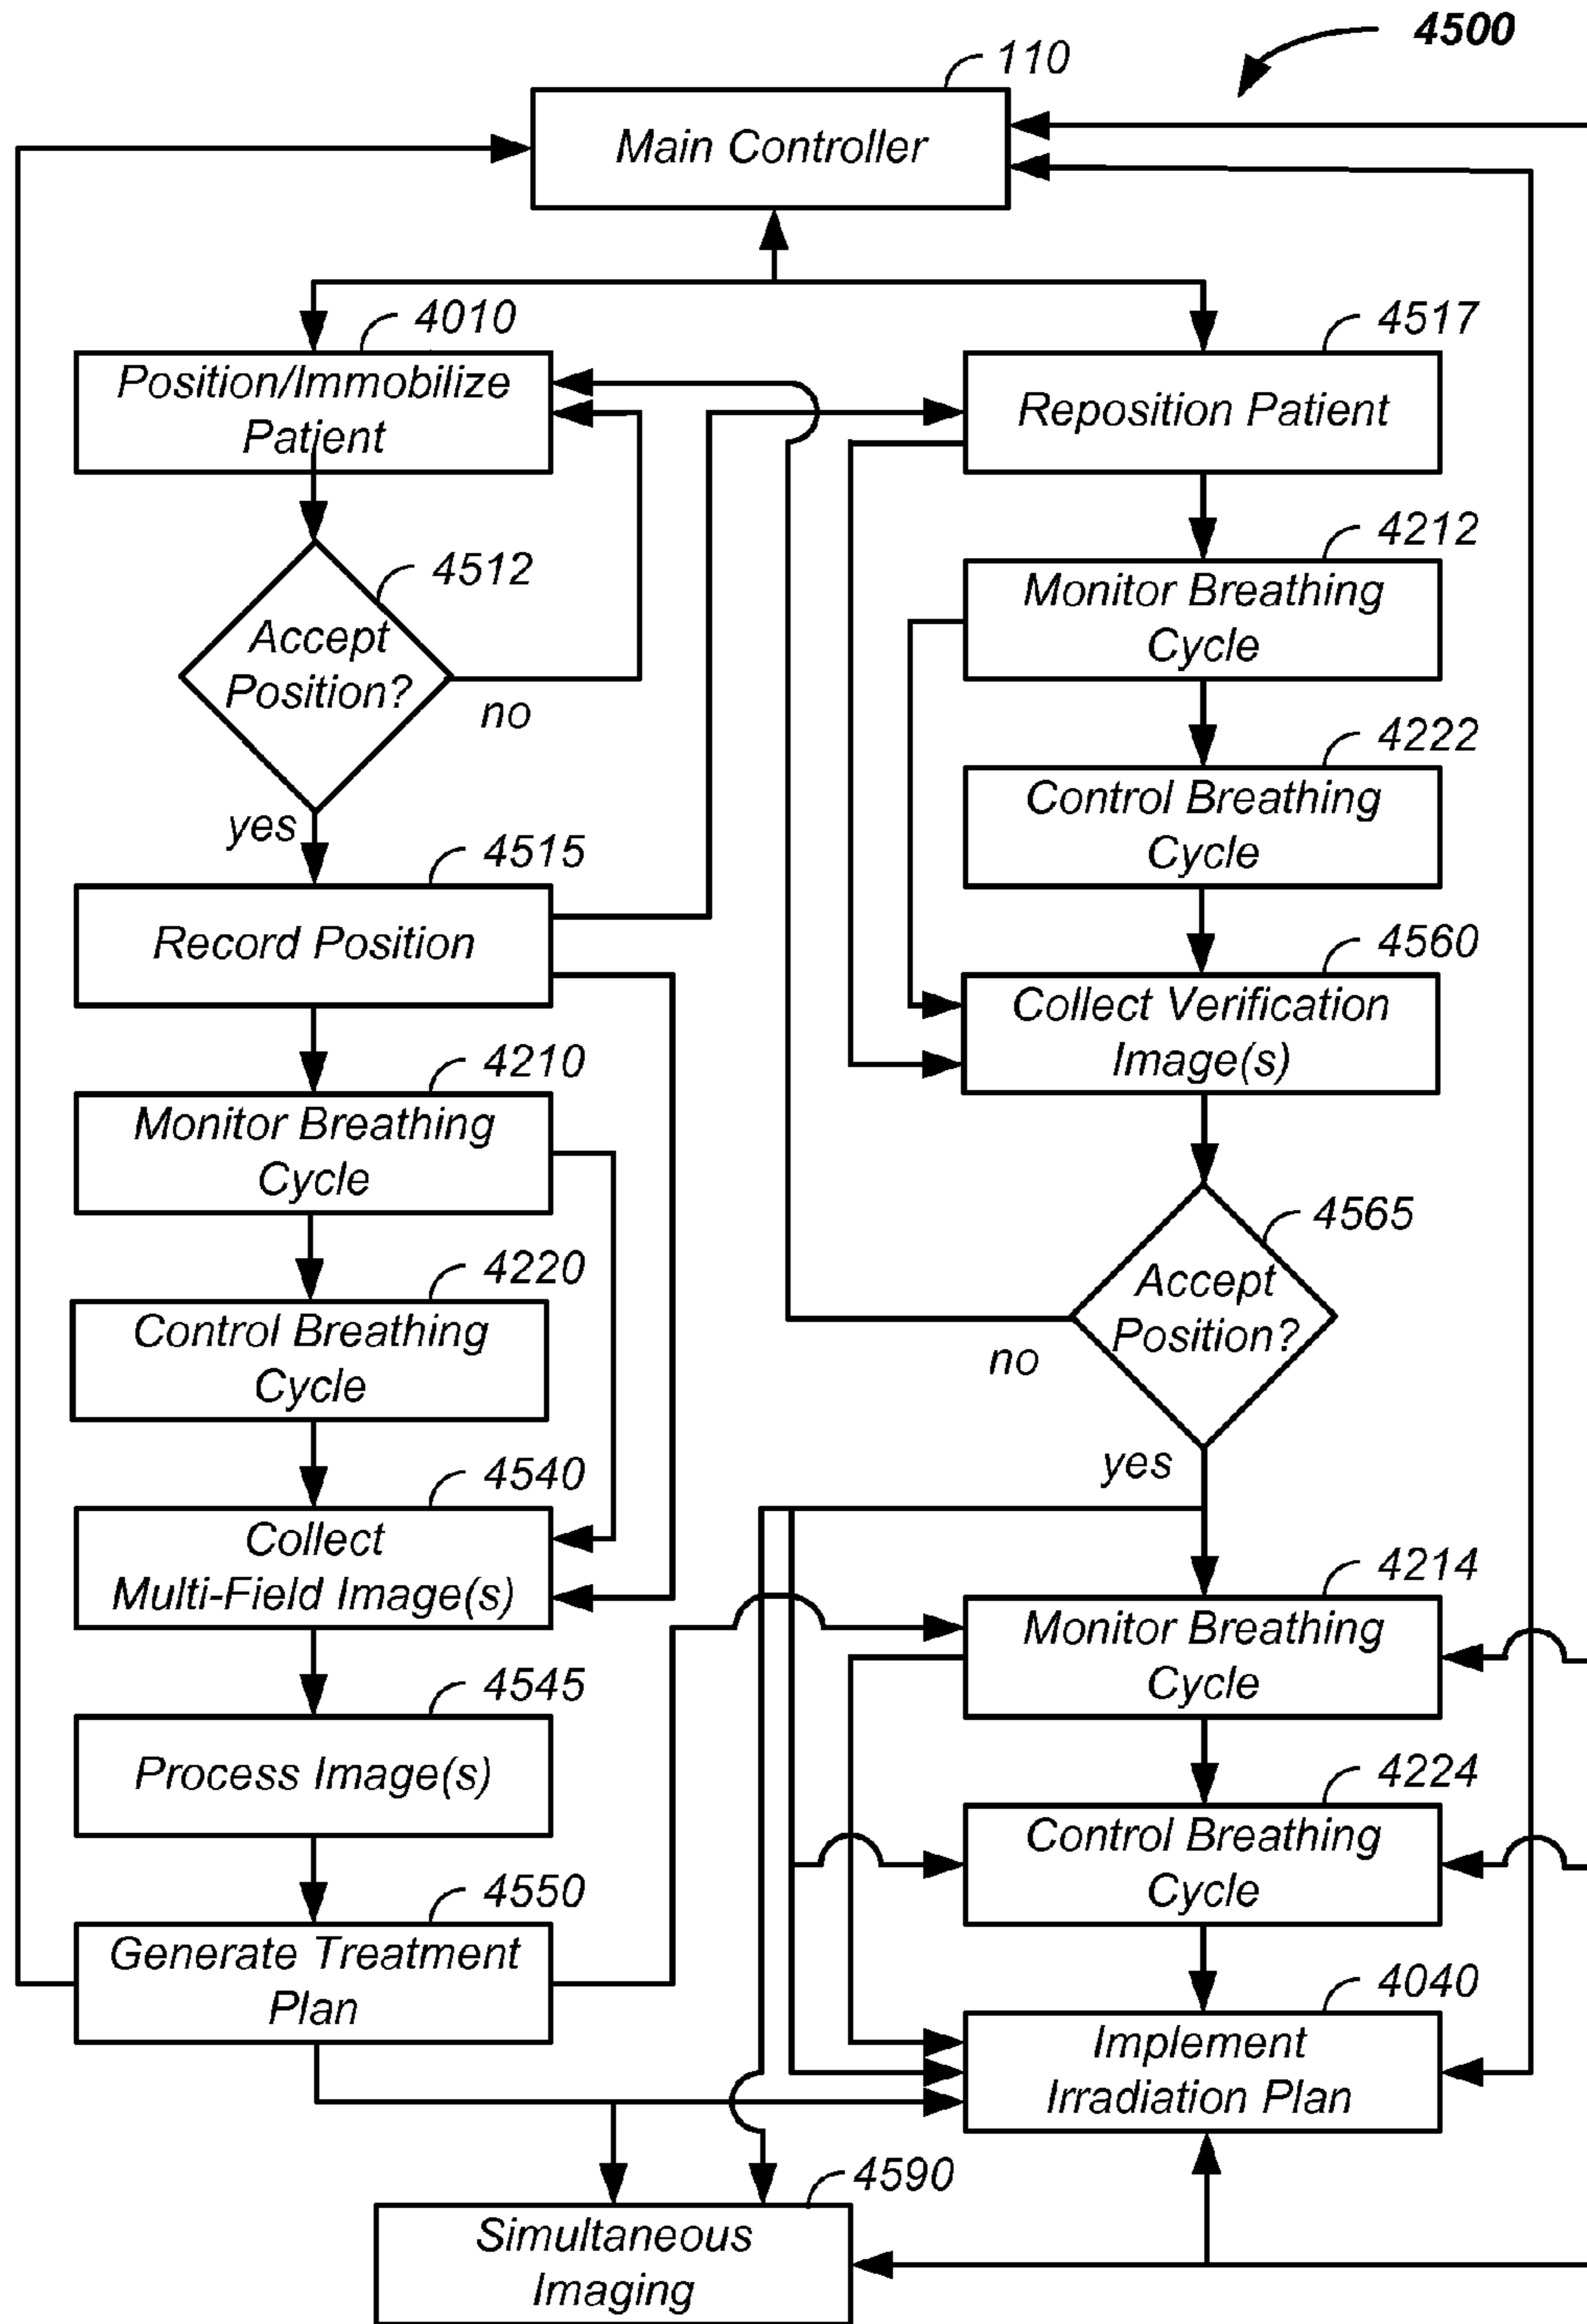 4500
110
Main Controller
4010
Position/Immobilize
Patient
4517
Reposition Patient
4512
Accept
Position?
no
yes
4212
Monitor Breathing
Cycle
4222
Control Breathing
Cycle
4515
Record Position
4560
Collect Verification
Image(s)
4210
Monitor Breathing
Cycle
4565
Accept
Position?
no
yes
4220
Control Breathing
Cycle
4540
Collect
Multi-Field Image(s)
4214
Monitor Breathing
Cycle
4545
Process Image(s)
4224
Control Breathing
Cycle
4550
Generate Treatment
Plan
4040
Implement
Irradiation Plan
4590
Simultaneous
Imaging